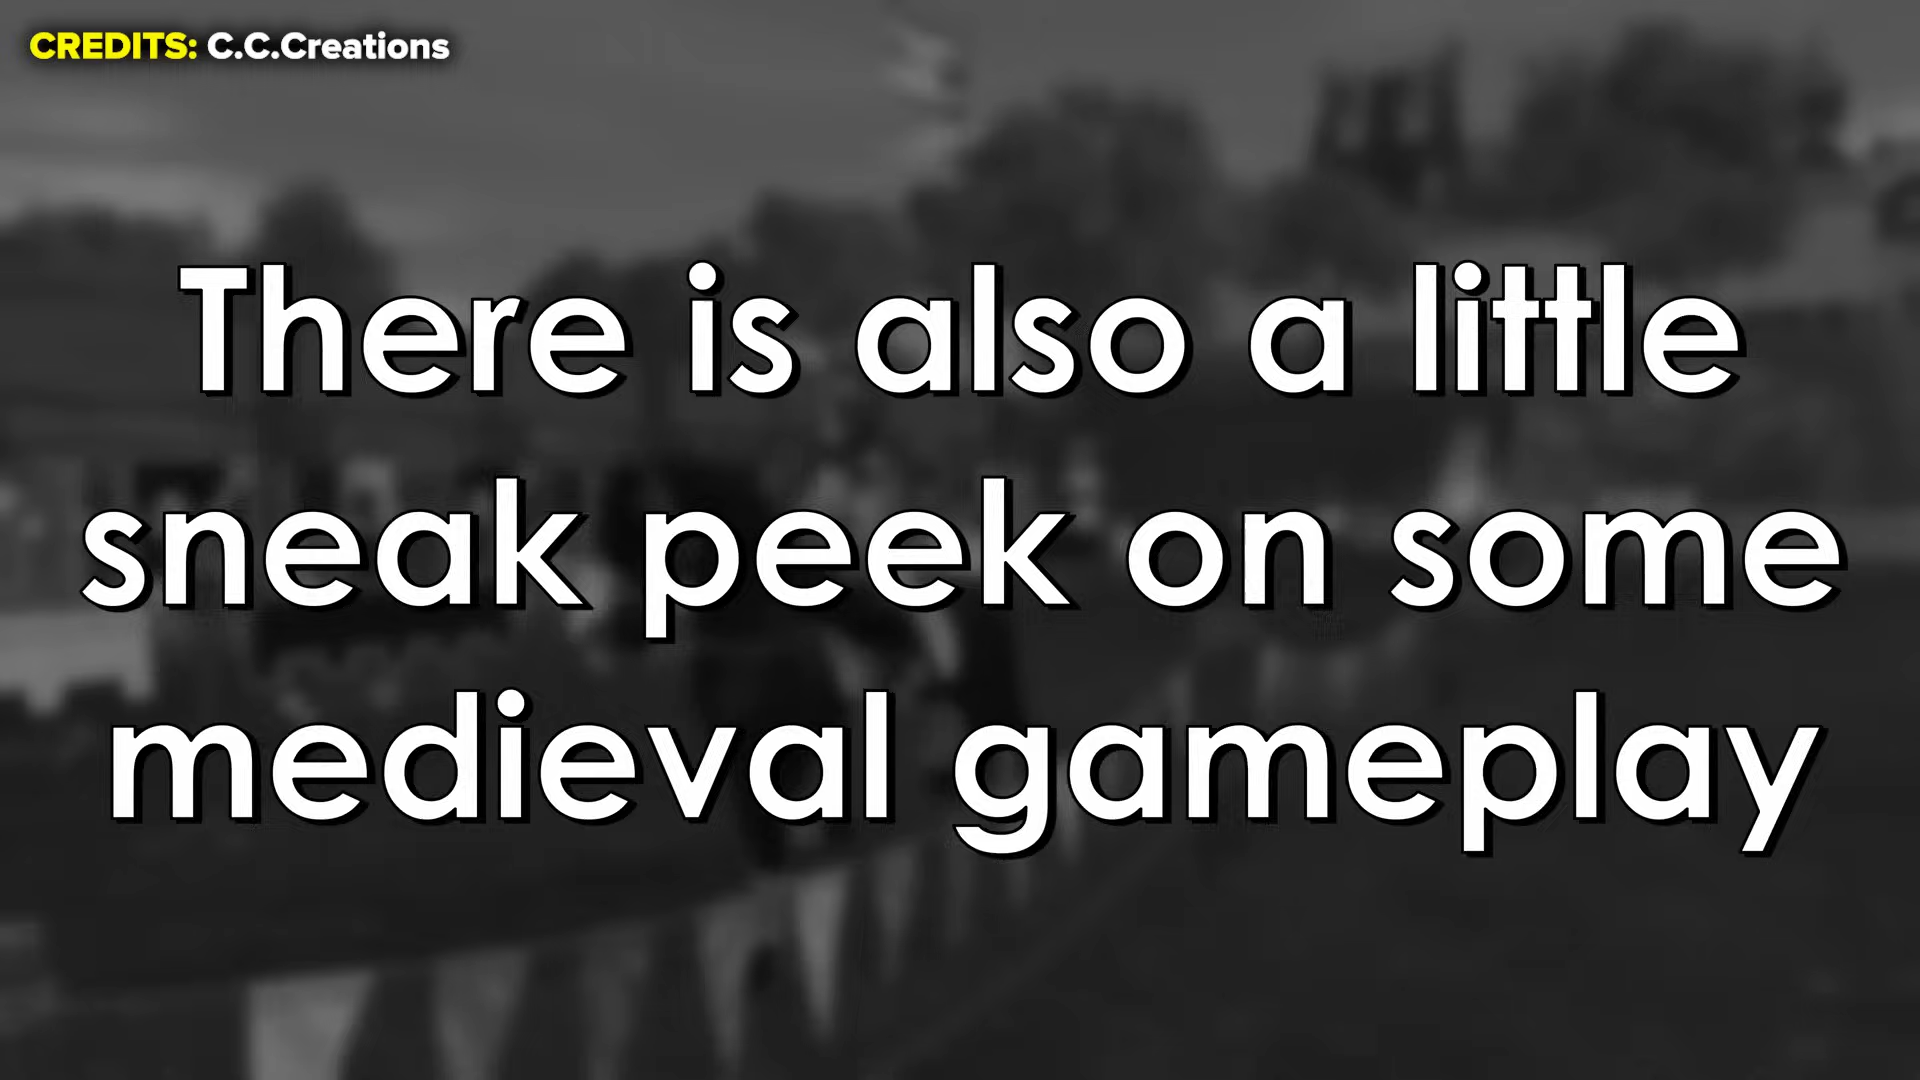 CREDITS: C.C.Creations
There is also a little
sneak peek on some
medieval gameplay